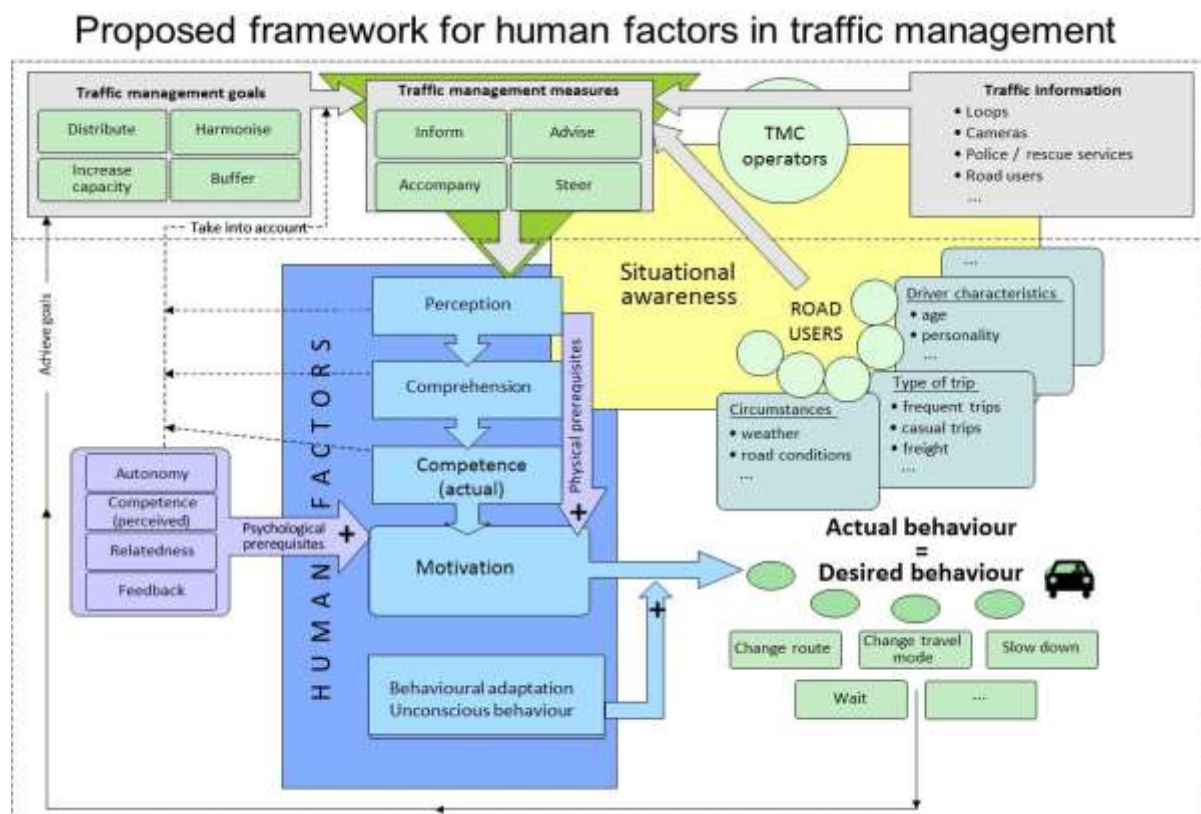 Proposed framework for human factors in traffic management
Traffic management goals
Distribute
Harmonise
Increase
capacity
Buffer
Traffic management measures
Inform
Advise
Accompany
Steer
TMC
operators
Traffic information
• Loops
• Cameras
• Police / rescue services
• Road users
...
Take into account
Achieve goals
Situational
awareness
ROAD
USERS
...
Driver characteristics
• age
• personality
...
Type of trip
• frequent trips
• casual trips
• freight
...
Circumstances
• weather
• road conditions
...
HUMAN FACTORS
Perception
Comprehension
Competence
(actual)
Motivation
Physical prerequisites
+
Autonomy
Competence
(perceived)
Relatedness
Feedback
Psychological
prerequisites
+
Behavioural adaptation
Unconscious behaviour
+
Actual behaviour
=
Desired behaviour
Change route
Change travel
mode
Slow down
Wait
...